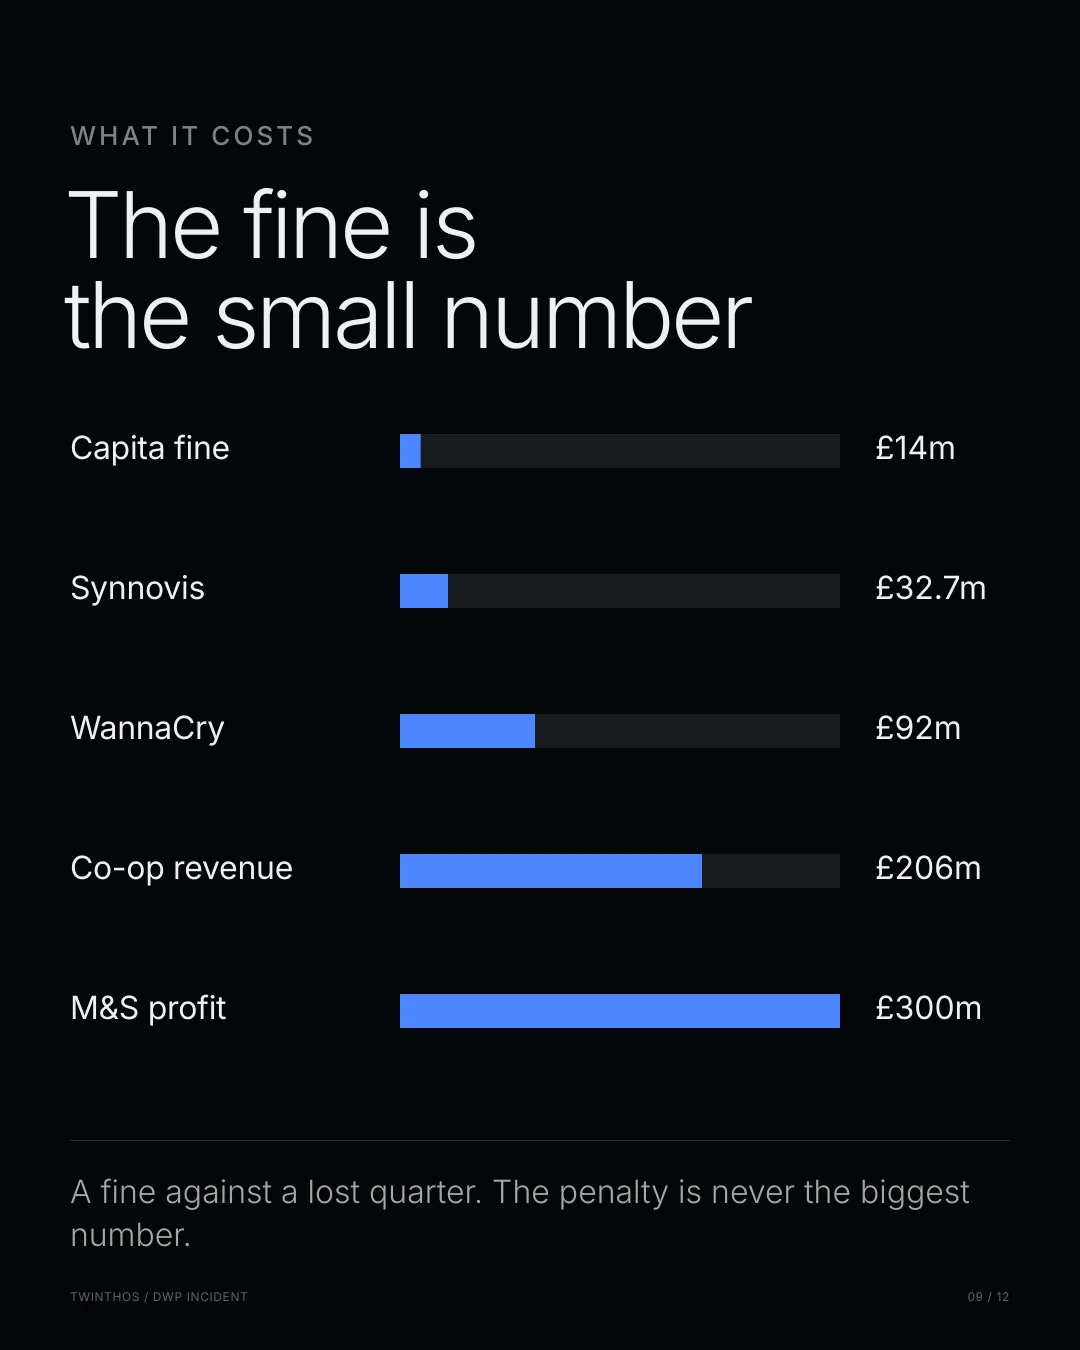 WHAT IT COSTS
The fine is
the small number
Capita fine £14m
Synnovis £32.7m
WannaCry £92m
Co-op revenue £206m
M&S profit £300m
A fine against a lost quarter. The penalty is never the biggest
number.
TWINTHOS / DWP INCIDENT 09 / 12